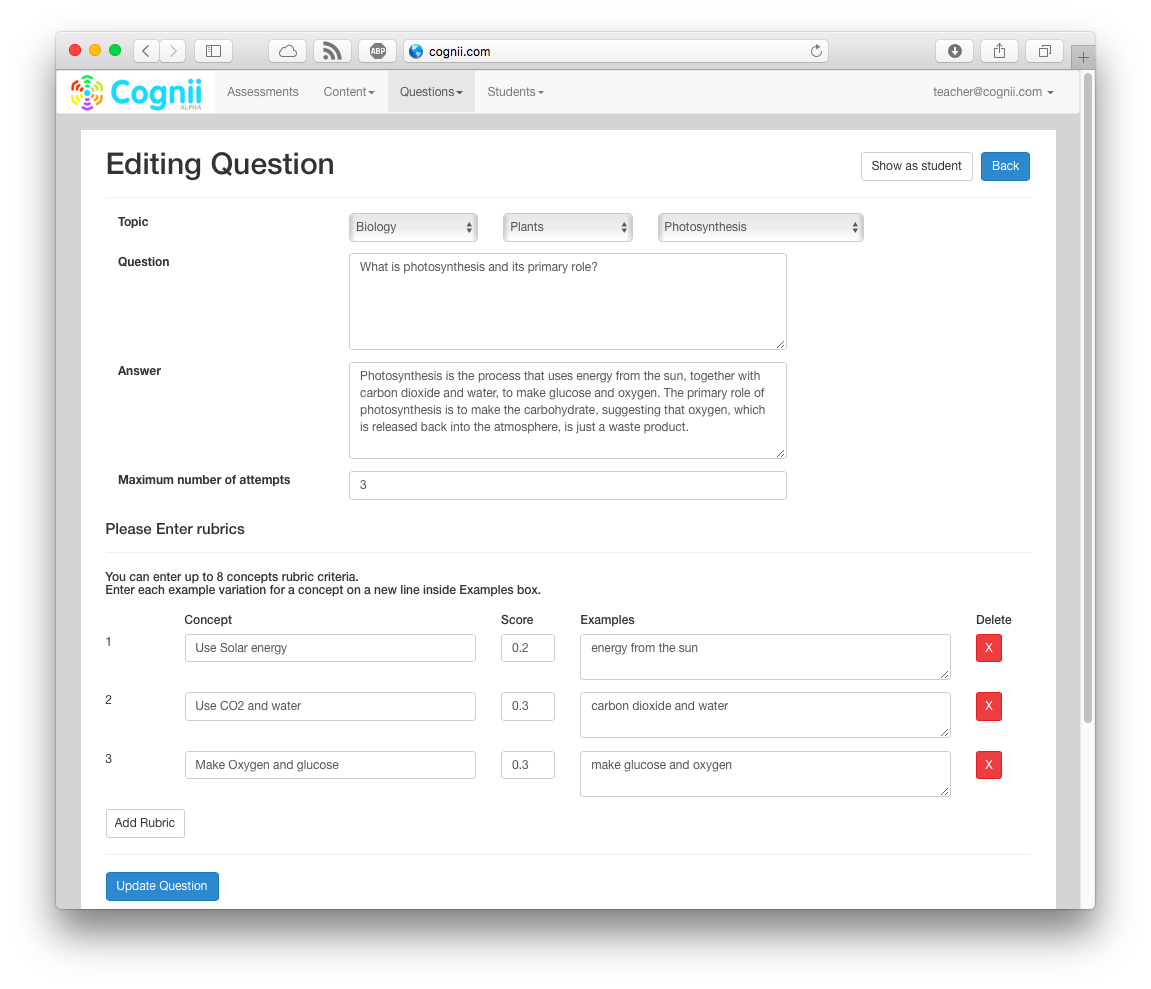 ABP
cognii.com
Cognii
ALPHA
Assessments
Content
Questions
Students
teacher@cognii.com
Editing Question
Show as student
Back
Topic
Biology
Plants
Photosynthesis
Question
What is photosynthesis and its primary role?
Answer
Photosynthesis is the process that uses energy from the sun, together with
carbon dioxide and water, to make glucose and oxygen. The primary role of
photosynthesis is to make the carbohydrate, suggesting that oxygen, which
is released back into the atmosphere, is just a waste product.
Maximum number of attempts
3
Please Enter rubrics
You can enter up to 8 concepts rubric criteria.
Enter each example variation for a concept on a new line inside Examples box.
Concept Score Examples Delete
1 Use Solar energy 0.2 energy from the sun X
2 Use CO2 and water 0.3 carbon dioxide and water X
3 Make Oxygen and glucose 0.3 make glucose and oxygen X
Add Rubric
Update Question